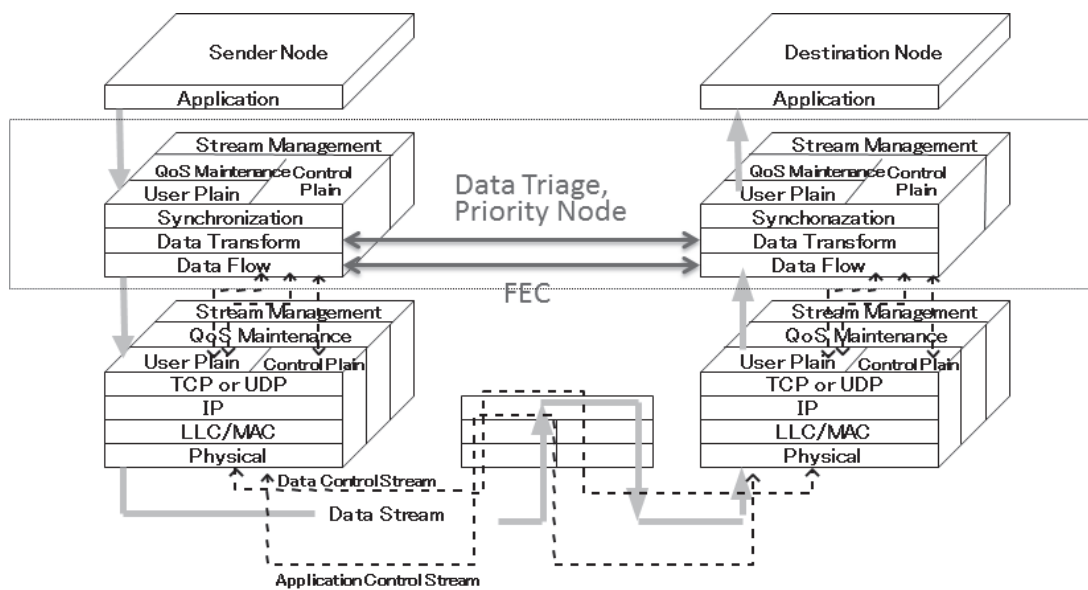 Sender Node
Application
Stream Management
QoS Maintenance
Control Plain
User Plain
Synchronization
Data Transform
Data Flow
Data Triage,
Priority Node
FEC
Destination Node
Application
Stream Management
QoS Maintenance
Control Plain
User Plain
Synchonazation
Data Transform
Data Flow
Stream Management
QoS Maintenance
User Plain
Control Plain
TCP or UDP
IP
LLC/MAC
Physical
Stream Management
QoS Maintenance
User Plain
Control Plain
TCP or UDP
IP
LLC/MAC
Physical
Data Control Stream
Data Stream
Application Control Stream